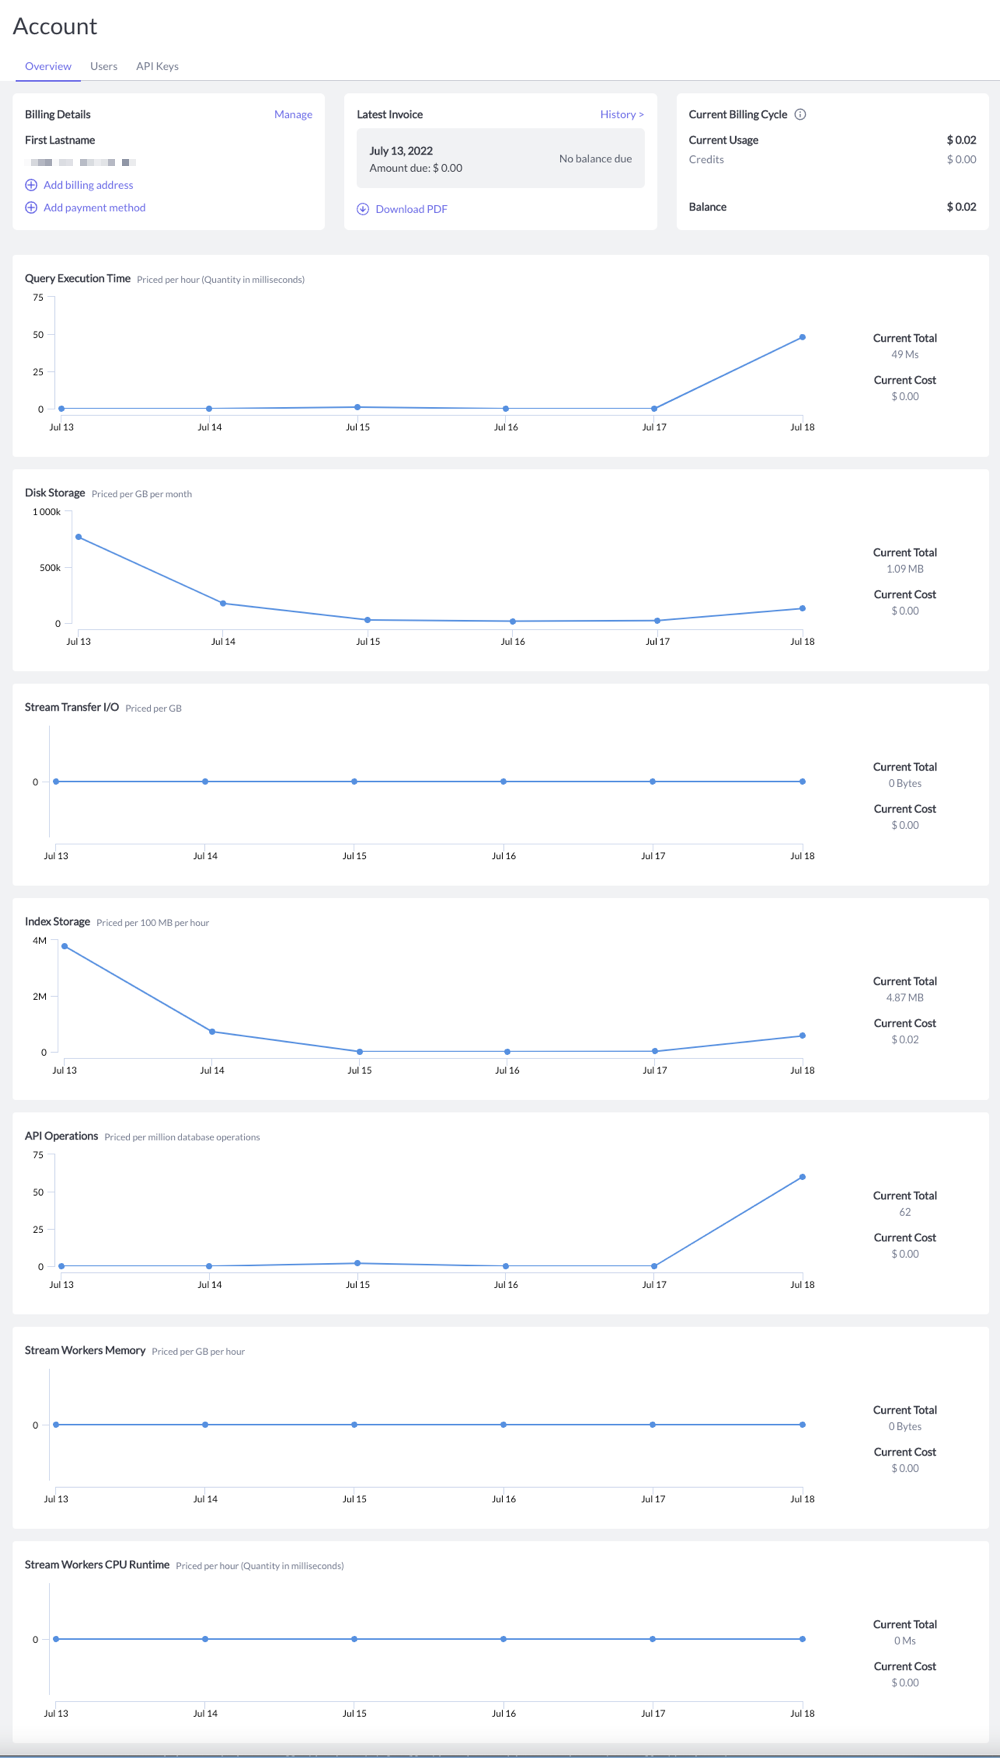 Account
Overview Users API Keys
Billing Details Manage
First Lastname
Add billing address
Add payment method
Latest Invoice History >
July 13, 2022
Amount due: $ 0.00
No balance due
Download PDF
Current Billing Cycle
Current Usage $ 0.02
Credits $ 0.00
Balance $ 0.02
Query Execution Time Priced per hour (Quantity in milliseconds)
75
50
25
0
Jul 13 Jul 14 Jul 15 Jul 16 Jul 17 Jul 18
Current Total
49 Ms
Current Cost
$ 0.00
Disk Storage Priced per GB per month
1 000k
500k
0
Jul 13 Jul 14 Jul 15 Jul 16 Jul 17 Jul 18
Current Total
1.09 MB
Current Cost
$ 0.00
Stream Transfer I/O Priced per GB
0
Jul 13 Jul 14 Jul 15 Jul 16 Jul 17 Jul 18
Current Total
0 Bytes
Current Cost
$ 0.00
Index Storage Priced per 100 MB per hour
4M
2M
0
Jul 13 Jul 14 Jul 15 Jul 16 Jul 17 Jul 18
Current Total
4.87 MB
Current Cost
$ 0.02
API Operations Priced per million database operations
75
50
25
0
Jul 13 Jul 14 Jul 15 Jul 16 Jul 17 Jul 18
Current Total
62
Current Cost
$ 0.00
Stream Workers Memory Priced per GB per hour
0
Jul 13 Jul 14 Jul 15 Jul 16 Jul 17 Jul 18
Current Total
0 Bytes
Current Cost
$ 0.00
Stream Workers CPU Runtime Priced per hour (Quantity in milliseconds)
0
Jul 13 Jul 14 Jul 15 Jul 16 Jul 17 Jul 18
Current Total
0 Ms
Current Cost
$ 0.00